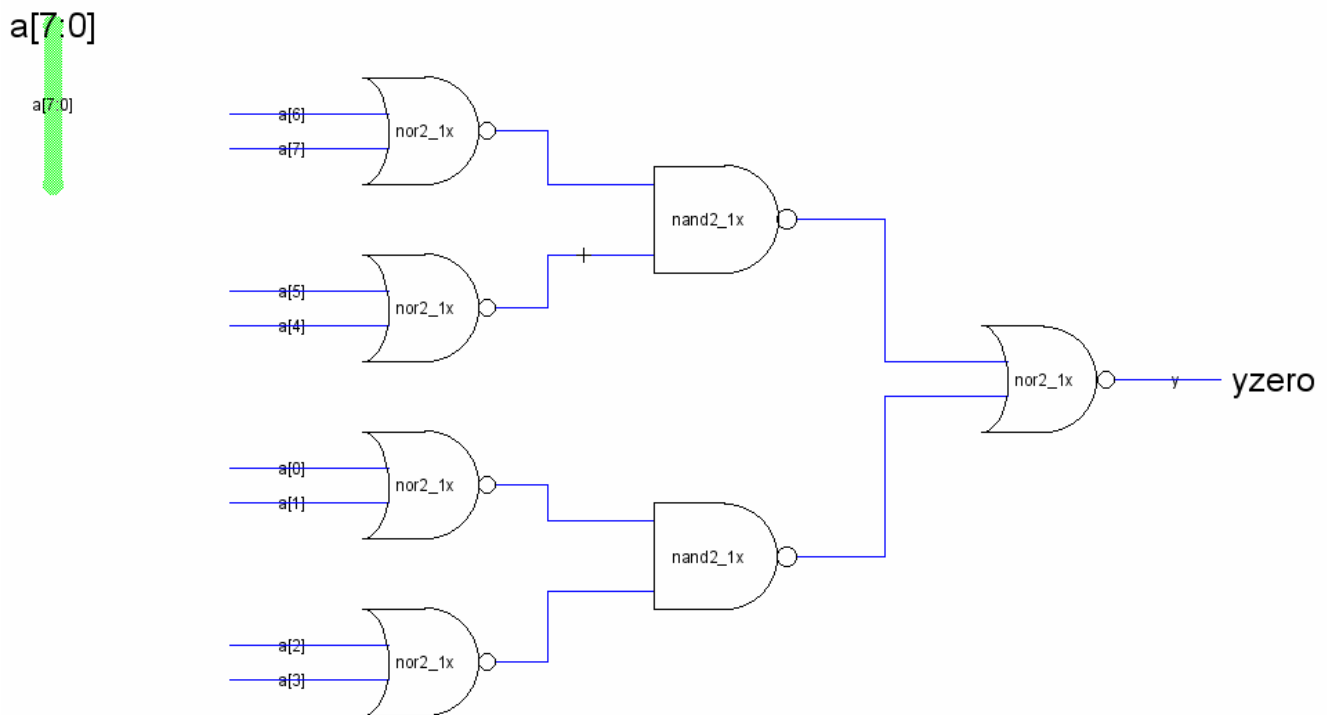 a[7:0]
a[7:0]
a[6]
nor2_1x
a[7]
nand2_1x
a[5]
nor2_1x
a[4]
nor2_1x
y
yzero
a[0]
nor2_1x
a[1]
nand2_1x
a[2]
nor2_1x
a[3]